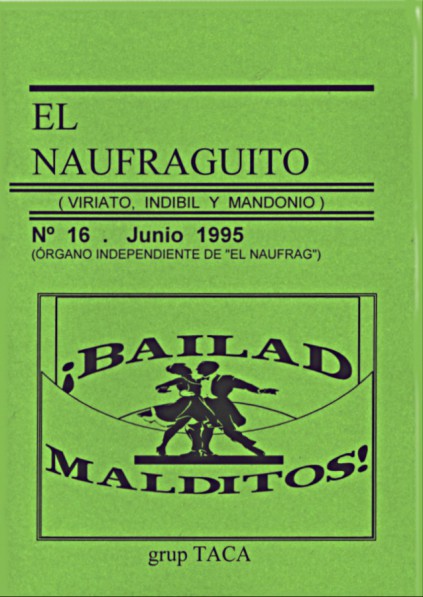 EL
NAUFRAGUITO
( VIRIATO, INDIBIL Y MANDONIO )
Nº 16 . Junio 1995
(ÓRGANO INDEPENDIENTE DE "EL NAUFRAG")
¡BAILAD
MALDITOS!
grup TACA